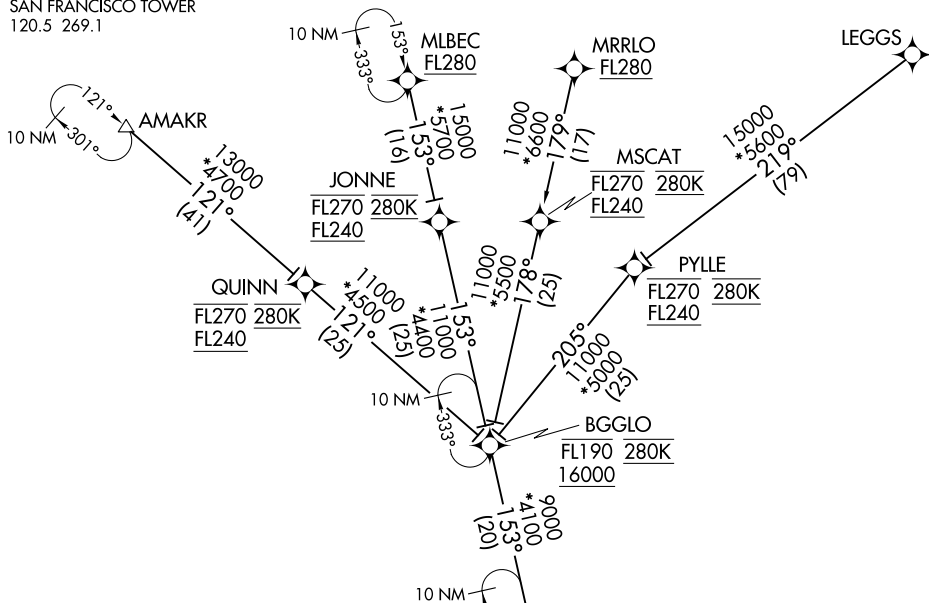 SAN FRANCISCO TOWER
120.5 269.1
10 NM
153°
333°
MLBEC
FL280
MRRLO
FL280
LEGGS
121°
301°
10 NM
AMAKR
15000
*5700
153°
(16)
11000
*6600
179°
(17)
15000
*5600
219°
(79)
13000
*4700
121°
(41)
JONNE
FL270 280K
FL240
MSCAT
FL270 280K
FL240
QUINN
FL270 280K
FL240
PYLLE
FL270 280K
FL240
11000
*4500
121°
(25)
153°
11000
*4400
(25)
11000
*5500
178°
(25)
205°
11000
*5000
(25)
10 NM
333°
BGGLO
FL190 280K
16000
9000
*4100
153°
(20)
10 NM